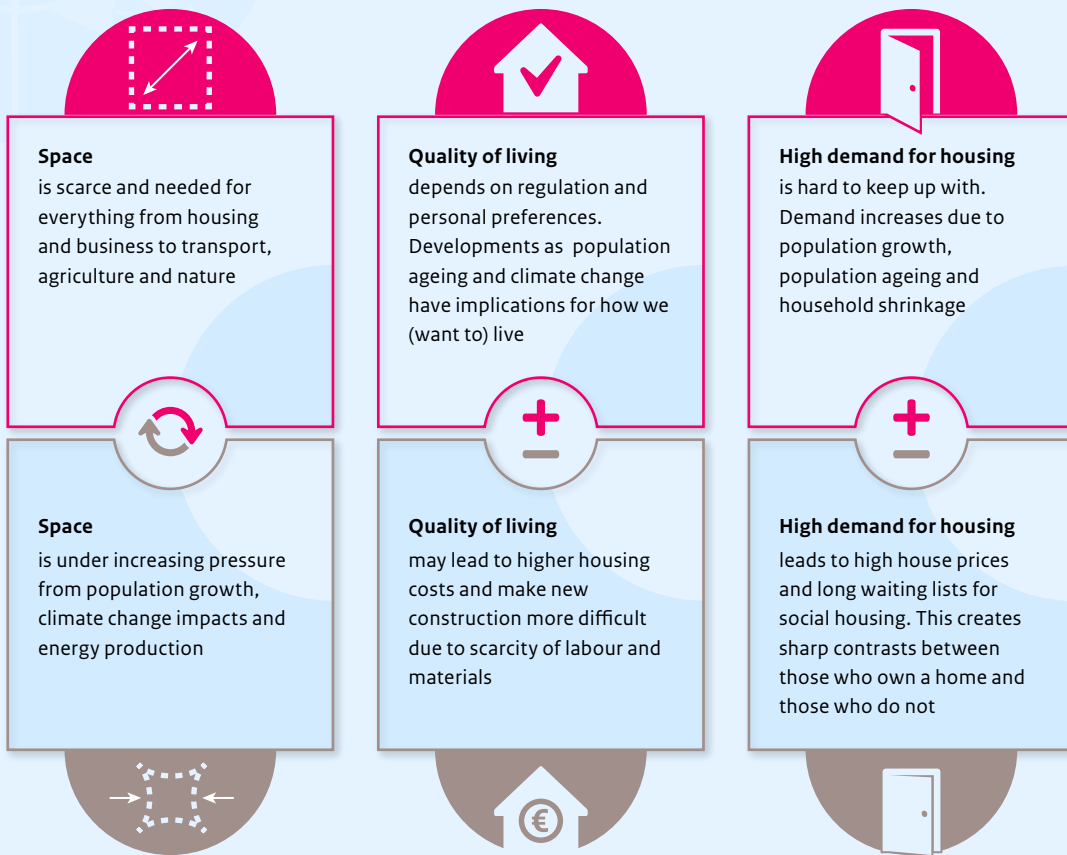 Space
is scarce and needed for
everything from housing
and business to transport,
agriculture and nature
Quality of living
depends on regulation and
personal preferences.
Developments as population
ageing and climate change
have implications for how we
(want to) live
High demand for housing
is hard to keep up with.
Demand increases due to
population growth,
population ageing and
household shrinkage
Space
is under increasing pressure
from population growth,
climate change impacts and
energy production
Quality of living
may lead to higher housing
costs and make new
construction more difficult
due to scarcity of labour and
materials
High demand for housing
leads to high house prices
and long waiting lists for
social housing. This creates
sharp contrasts between
those who own a home and
those who do not
€